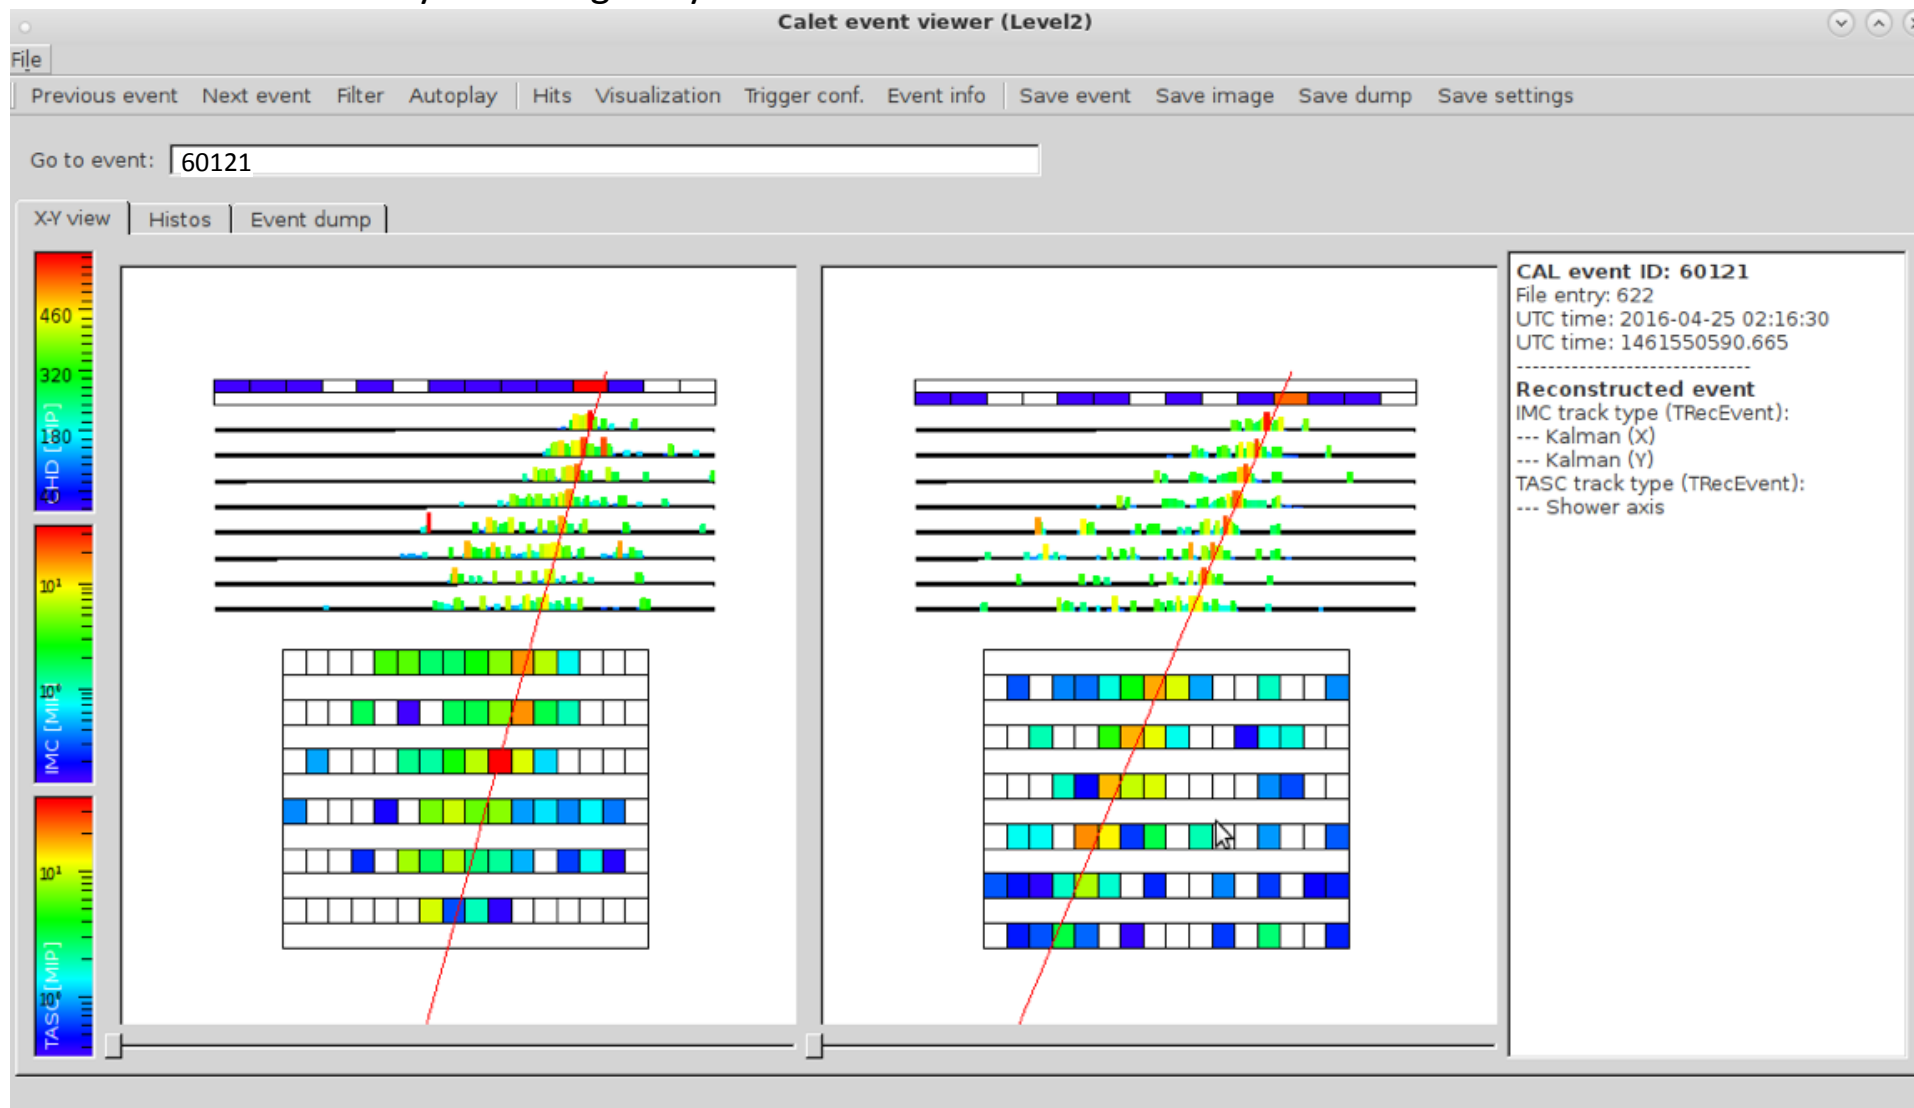 Calet event viewer (Level2)
File
Previous event Next event Filter Autoplay Hits Visualization Trigger conf. Event info Save event Save image Save dump Save settings
Go to event: 60121
X-Y view Histos Event dump
460
320
180
CHD [MIP]
10¹
10⁰
IMC [MIP]
10¹
10⁰
TASC [MIP]
CAL event ID: 60121
File entry: 622
UTC time: 2016-04-25 02:16:30
UTC time: 1461550590.665
-----------------------------
Reconstructed event
IMC track type (TRecEvent):
--- Kalman (X)
--- Kalman (Y)
TASC track type (TRecEvent):
--- Shower axis